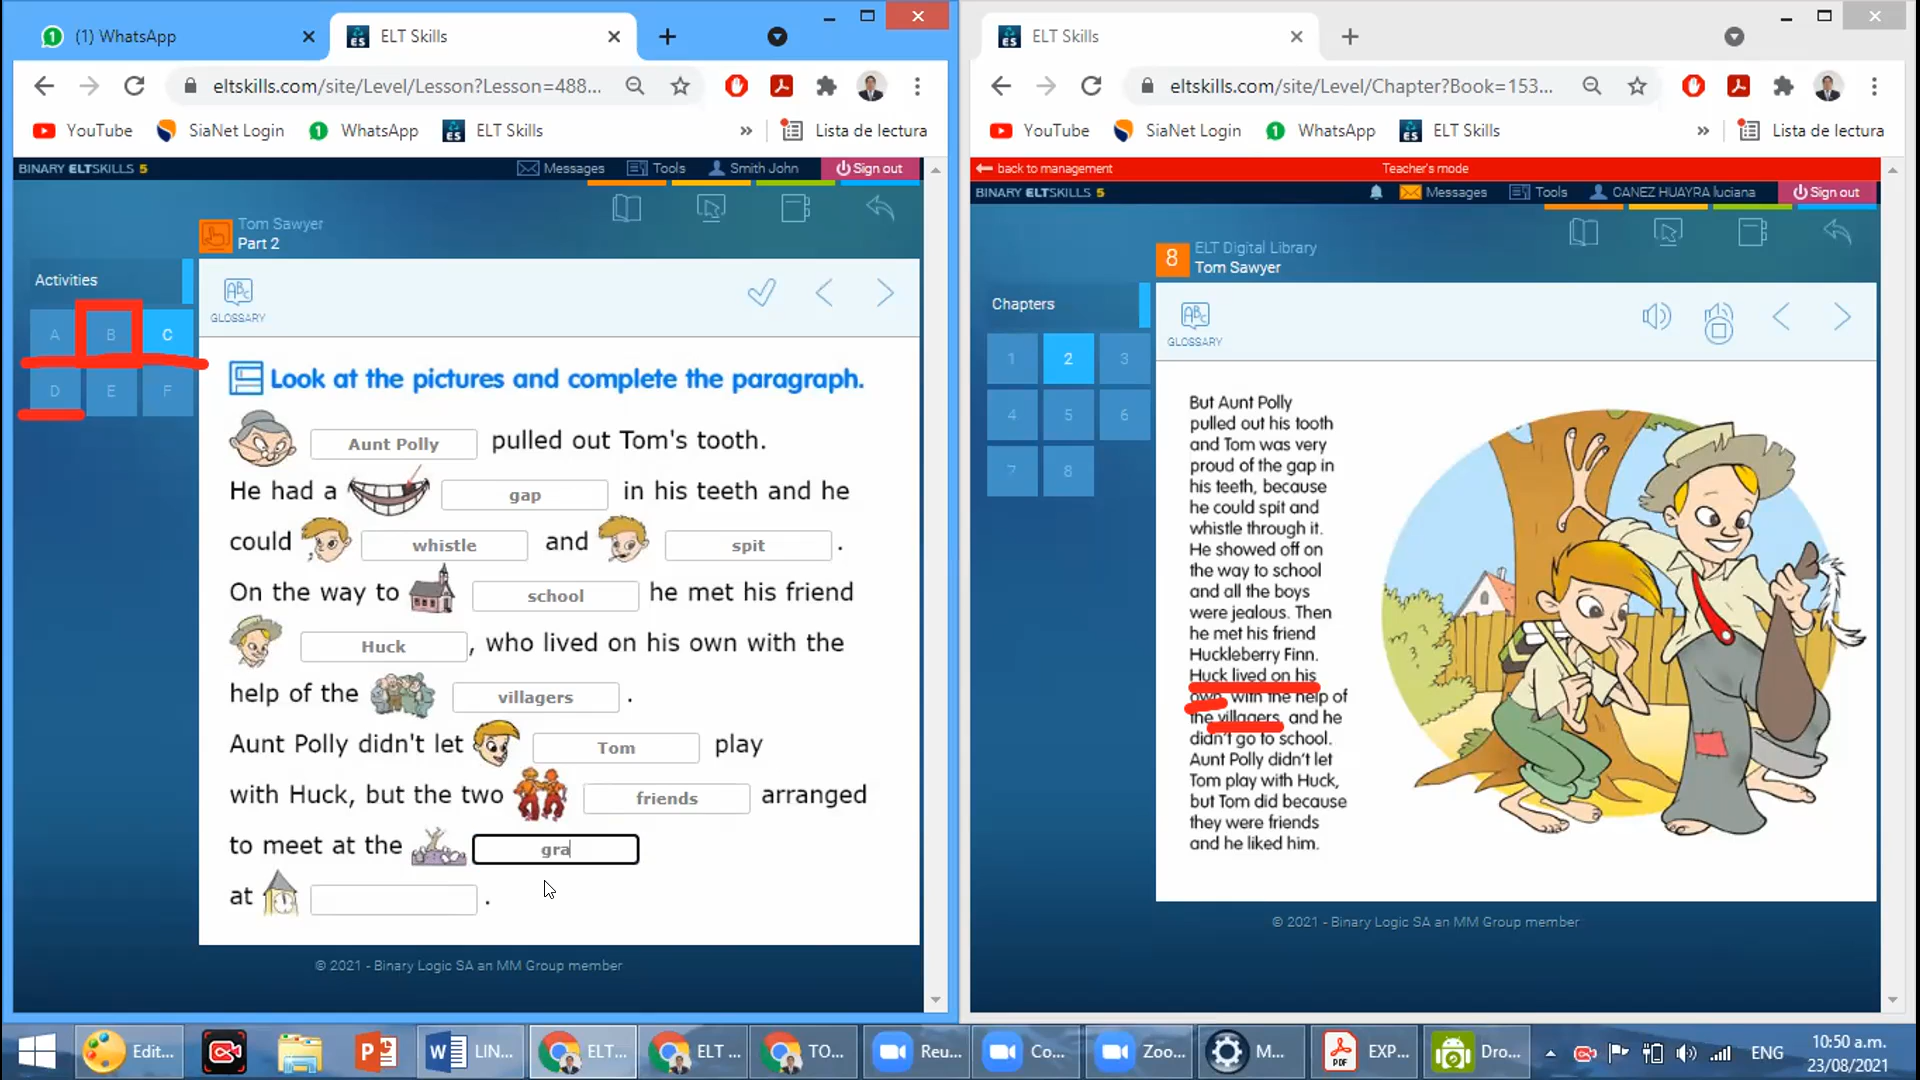 (1) WhatsApp
ELT Skills
eltskills.com/site/Level/Lesson?Lesson=488...
YouTube
SiaNet Login
WhatsApp
ELT Skills
»
Lista de lectura
BINARY ELTSKILLS 5
Messages
Tools
Smith John
Sign out
Tom Sawyer
Part 2
Activities
A
B
C
D
E
F
ABC
GLOSSARY
Look at the pictures and complete the paragraph.
Aunt Polly pulled out Tom's tooth.
He had a gap in his teeth and he
could whistle and spit .
On the way to school he met his friend
Huck , who lived on his own with the
help of the villagers .
Aunt Polly didn't let Tom play
with Huck, but the two friends arranged
to meet at the gra
at .
© 2021 - Binary Logic SA an MM Group member
ELT Skills
eltskills.com/site/Level/Chapter?Book=153...
YouTube
SiaNet Login
WhatsApp
ELT Skills
»
Lista de lectura
back to management
Teacher's mode
BINARY ELTSKILLS 5
Messages
Tools
CANEZ HUAYRA luciana
Sign out
8
ELT Digital Library
Tom Sawyer
Chapters
1
2
3
4
5
6
7
8
ABC
GLOSSARY
But Aunt Polly
pulled out his tooth
and Tom was very
proud of the gap in
his teeth, because
he could spit and
whistle through it.
He showed off on
the way to school
and all the boys
were jealous. Then
he met his friend
Huckleberry Finn.
Huck lived on his
own, with the help of
the villagers, and he
didn't go to school.
Aunt Polly didn't let
Tom play with Huck,
but Tom did because
they were friends
and he liked him.
© 2021 - Binary Logic SA an MM Group member
Edit...
LIN...
ELT...
ELT ...
TO...
Reu...
Co...
Zoo...
M...
EXP...
Dro...
ENG
10:50 a.m.
23/08/2021